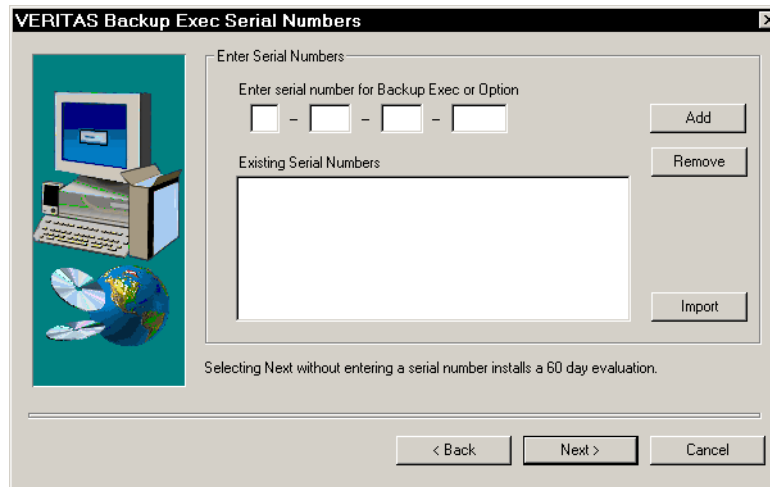 VERITAS Backup Exec Serial Numbers
Enter Serial Numbers
Enter serial number for Backup Exec or Option
– – –
Add
Existing Serial Numbers
Remove
Import
Selecting Next without entering a serial number installs a 60 day evaluation.
< Back
Next >
Cancel